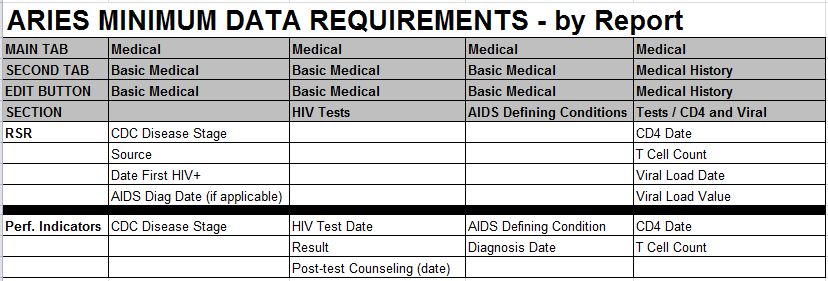 ARIES MINIMUM DATA REQUIREMENTS - by Report
MAIN TAB Medical Medical Medical Medical
SECOND TAB Basic Medical Basic Medical Basic Medical Medical History
EDIT BUTTON Basic Medical Basic Medical Basic Medical Medical History
SECTION HIV Tests AIDS Defining Conditions Tests / CD4 and Viral
RSR CDC Disease Stage CD4 Date
Source T Cell Count
Date First HIV+ Viral Load Date
AIDS Diag Date (if applicable) Viral Load Value
Perf. Indicators CDC Disease Stage HIV Test Date AIDS Defining Condition CD4 Date
Result Diagnosis Date T Cell Count
Post-test Counseling (date)